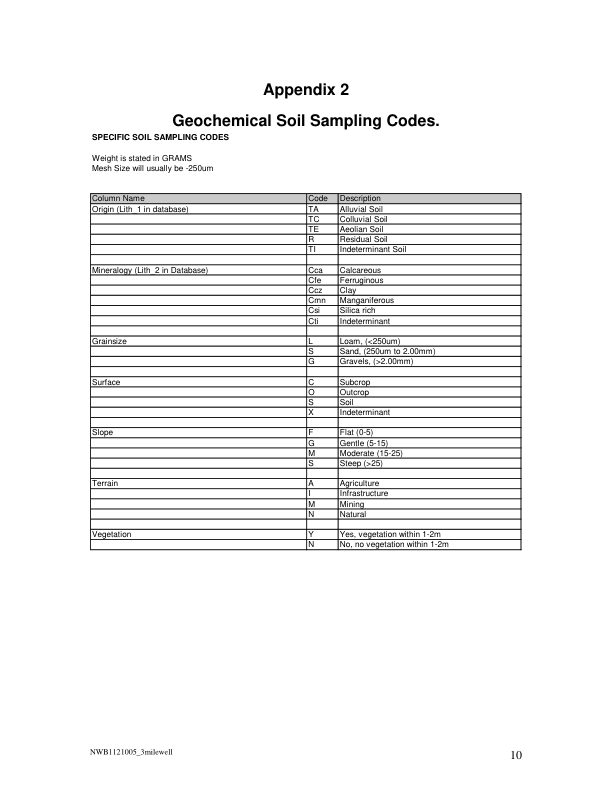 Appendix 2
Geochemical Soil Sampling Codes.
SPECIFIC SOIL SAMPLING CODES
Weight is stated in GRAMS
Mesh Size will usually be -250um
Column Name Code Description
Origin (Lith_1 in database) TA Alluvial Soil
TC Colluvial Soil
TE Aeolian Soil
R Residual Soil
TI Indeterminant Soil
Mineralogy (Lith_2 in Database) Cca Calcareous
Cfe Ferruginous
Ccz Clay
Cmn Manganiferous
Csi Silica rich
Cti Indeterminant
Grainsize L Loam, (<250um)
S Sand, (250um to 2.00mm)
G Gravels, (>2.00mm)
Surface C Subcrop
O Outcrop
S Soil
X Indeterminant
Slope F Flat (0-5)
G Gentle (5-15)
M Moderate (15-25)
S Steep (>25)
Terrain A Agriculture
I Infrastructure
M Mining
N Natural
Vegetation Y Yes, vegetation within 1-2m
N No, no vegetation within 1-2m
NWB1121005_3milewell 10